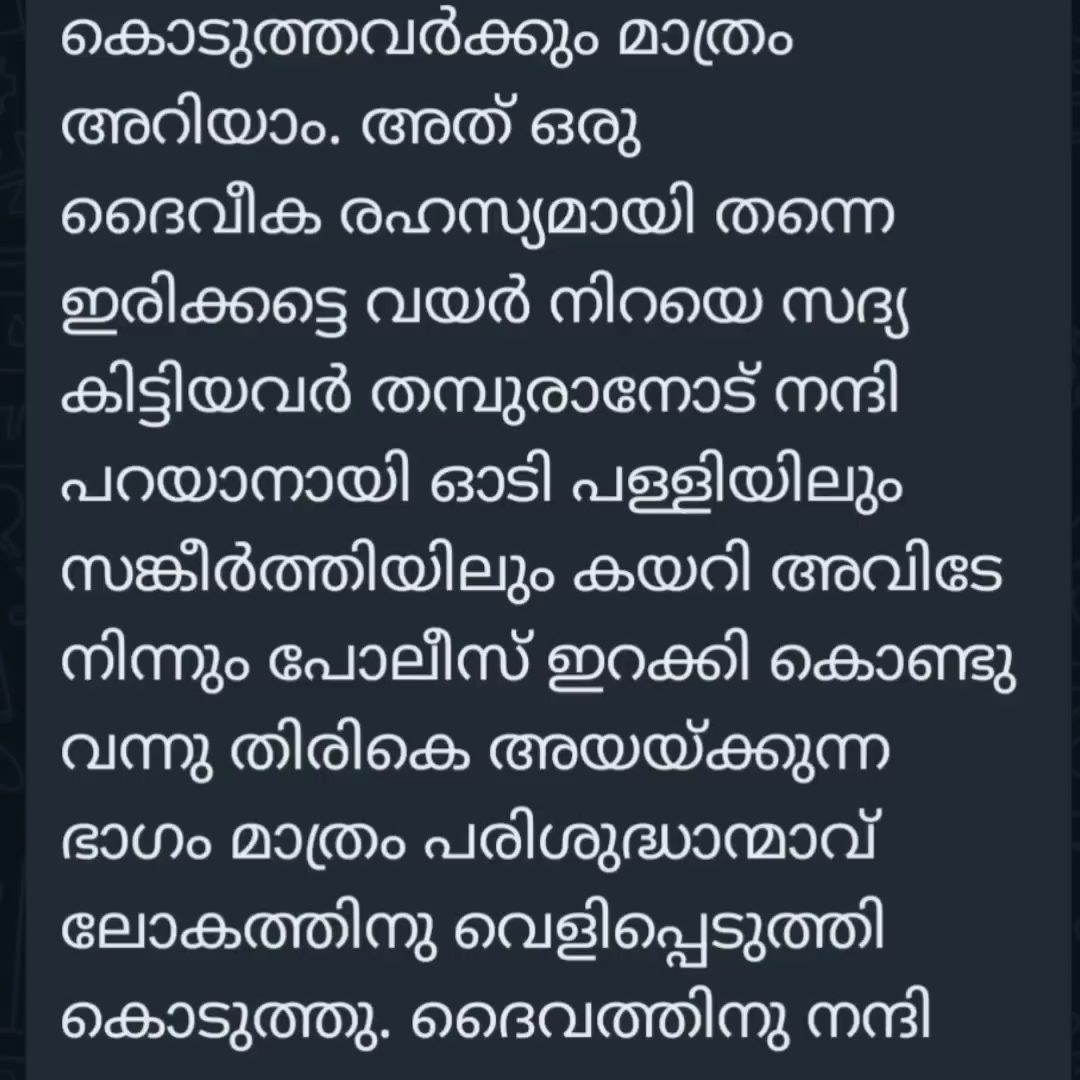 കൊടുത്തവർക്കും മാത്രം
അറിയാം. അത് ഒരു
ദൈവീക രഹസ്യമായി തന്നെ
ഇരിക്കട്ടെ വയർ നിറയെ സദ്യ
കിട്ടിയവർ തമ്പുരാനോട് നന്ദി
പറയാനായി ഓടി പള്ളിയിലും
സങ്കീർത്തിയിലും കയറി അവിടേ
നിന്നും പോലീസ് ഇറക്കി കൊണ്ടു
വന്നു തിരികെ അയയ്ക്കുന്ന
ഭാഗം മാത്രം പരിശുദ്ധാന്മാവ്
ലോകത്തിനു വെളിപ്പെടുത്തി
കൊടുത്തു. ദൈവത്തിനു നന്ദി